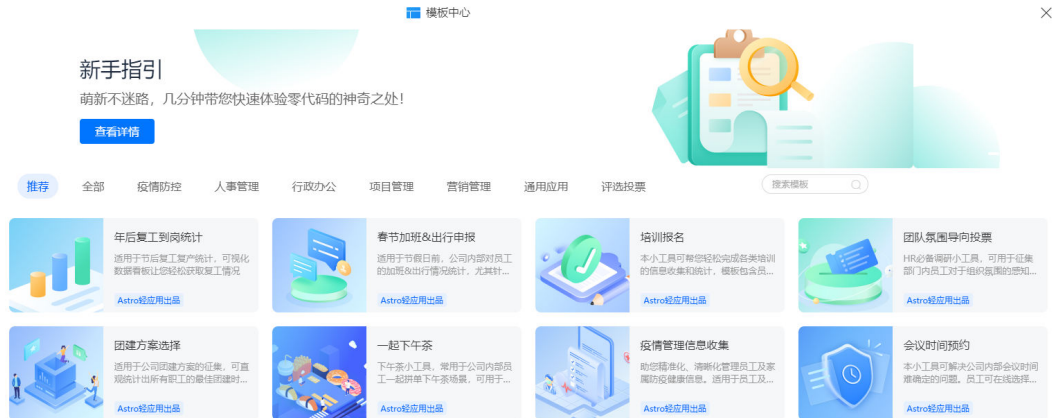 模板中心
新手指引
萌新不迷路，几分钟带您快速体验零代码的神奇之处！
查看详情
推荐 全部 疫情防控 人事管理 行政办公 项目管理 营销管理 通用应用 评选投票 搜索模板
年后复工到岗统计
适用于节后复工复产统计，可视化
数据看板让您轻松获取复工情况
Astro轻应用出品
春节加班&出行申报
适用于节假日前，公司内部对员工
的加班&出行情况统计，尤其针...
Astro轻应用出品
培训报名
本小工具可帮您轻松完成各类培训
的信息收集和统计，模板包含员...
Astro轻应用出品
团队氛围导向投票
HR必备调研小工具，可用于征集
部门内员工对于组织氛围的感知...
Astro轻应用出品
团建方案选择
适用于公司团建方案的征集，可直
观统计出所有职工的最佳团建时...
Astro轻应用出品
一起下午茶
下午茶小工具，常用于公司内部员
工一起拼单下午茶场景，可用于...
Astro轻应用出品
疫情管理信息收集
助您精准化、清晰化管理员工及家
属防疫健康信息。适用于员工及...
Astro轻应用出品
会议时间预约
本小工具可解决公司内部会议时间
难确定的问题。员工可在线选择...
Astro轻应用出品